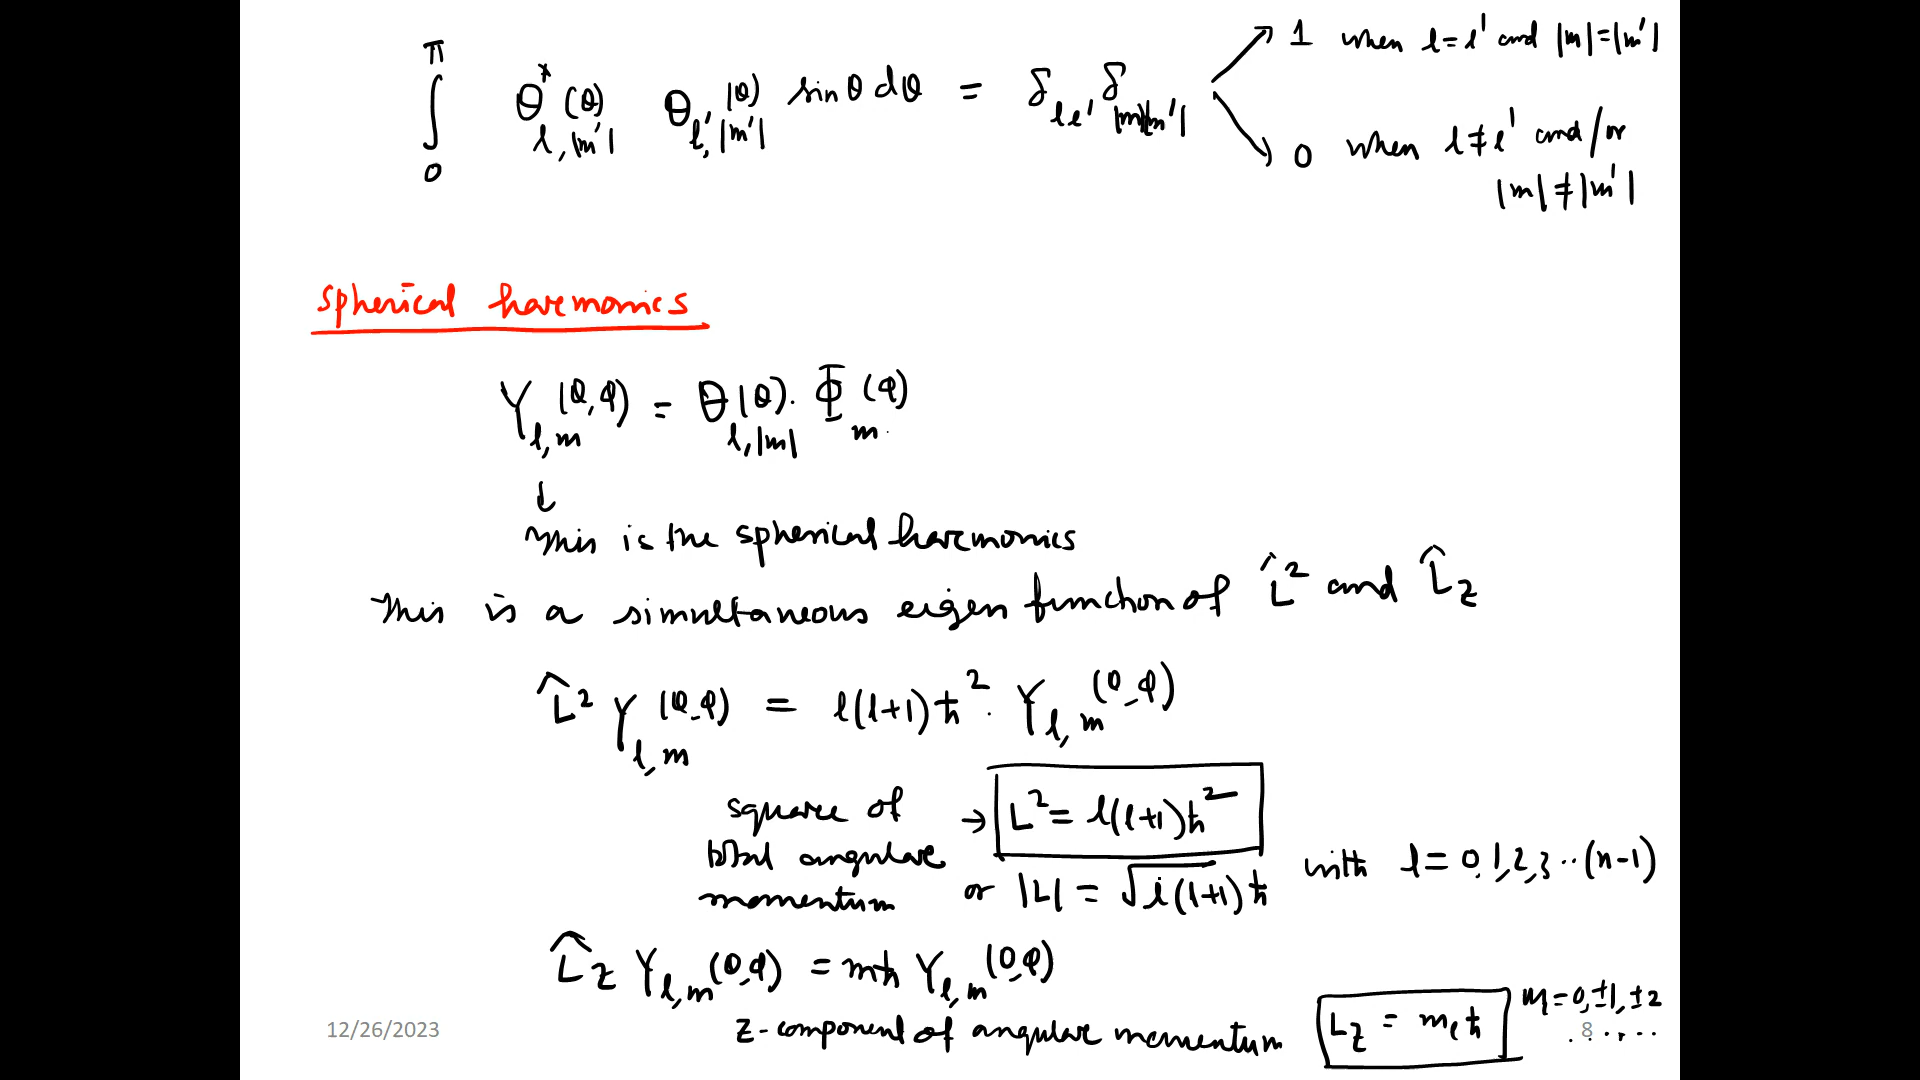 ∫₀^π Θ*_{l,|m'|}(θ) Θ_{l',|m'|}(θ) sinθ dθ = δ_{ll'} δ_{|m||m'|} → 1 when l=l' and |m|=|m'|
→ 0 when l≠l' and/or
|m|≠|m'|
Spherical harmonics
Y_{l,m}(θ,φ) = Θ_{l,|m|}(θ)·Φ_m(φ)
↓
This is the spherical harmonics
This is a simultaneous eigen function of L̂² and L̂_z
L̂² Y_{l,m}(θ,φ) = l(l+1)ħ²· Y_{l,m}(θ,φ)
square of → L² = l(l+1)ħ²
total angular
momentum or |L| = √l(l+1) ħ with l = 0,1,2,3··(n-1)
L̂_z Y_{l,m}(θ,φ) = mħ Y_{l,m}(θ,φ)
z-component of angular momentum L_z = m_l ħ m=0,±1,±2
.....
12/26/2023
8